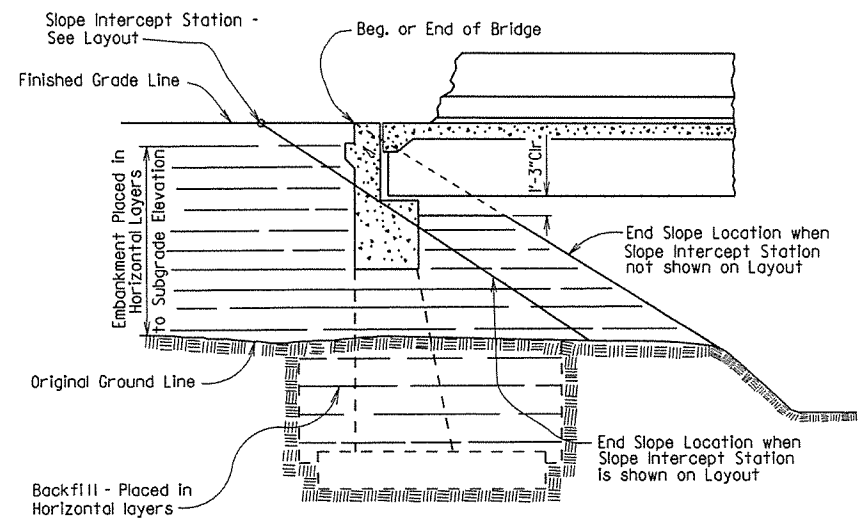 Slope Intercept Station -
See Layout
Beg. or End of Bridge
Finished Grade Line
Embankment Placed in
Horizontal Layers
to Subgrade Elevation
1'-3"Clr.
End Slope Location when
Slope Intercept Station
not shown on Layout
Original Ground Line
End Slope Location when
Slope Intercept Station
is shown on Layout
Backfill - Placed in
Horizontal layers